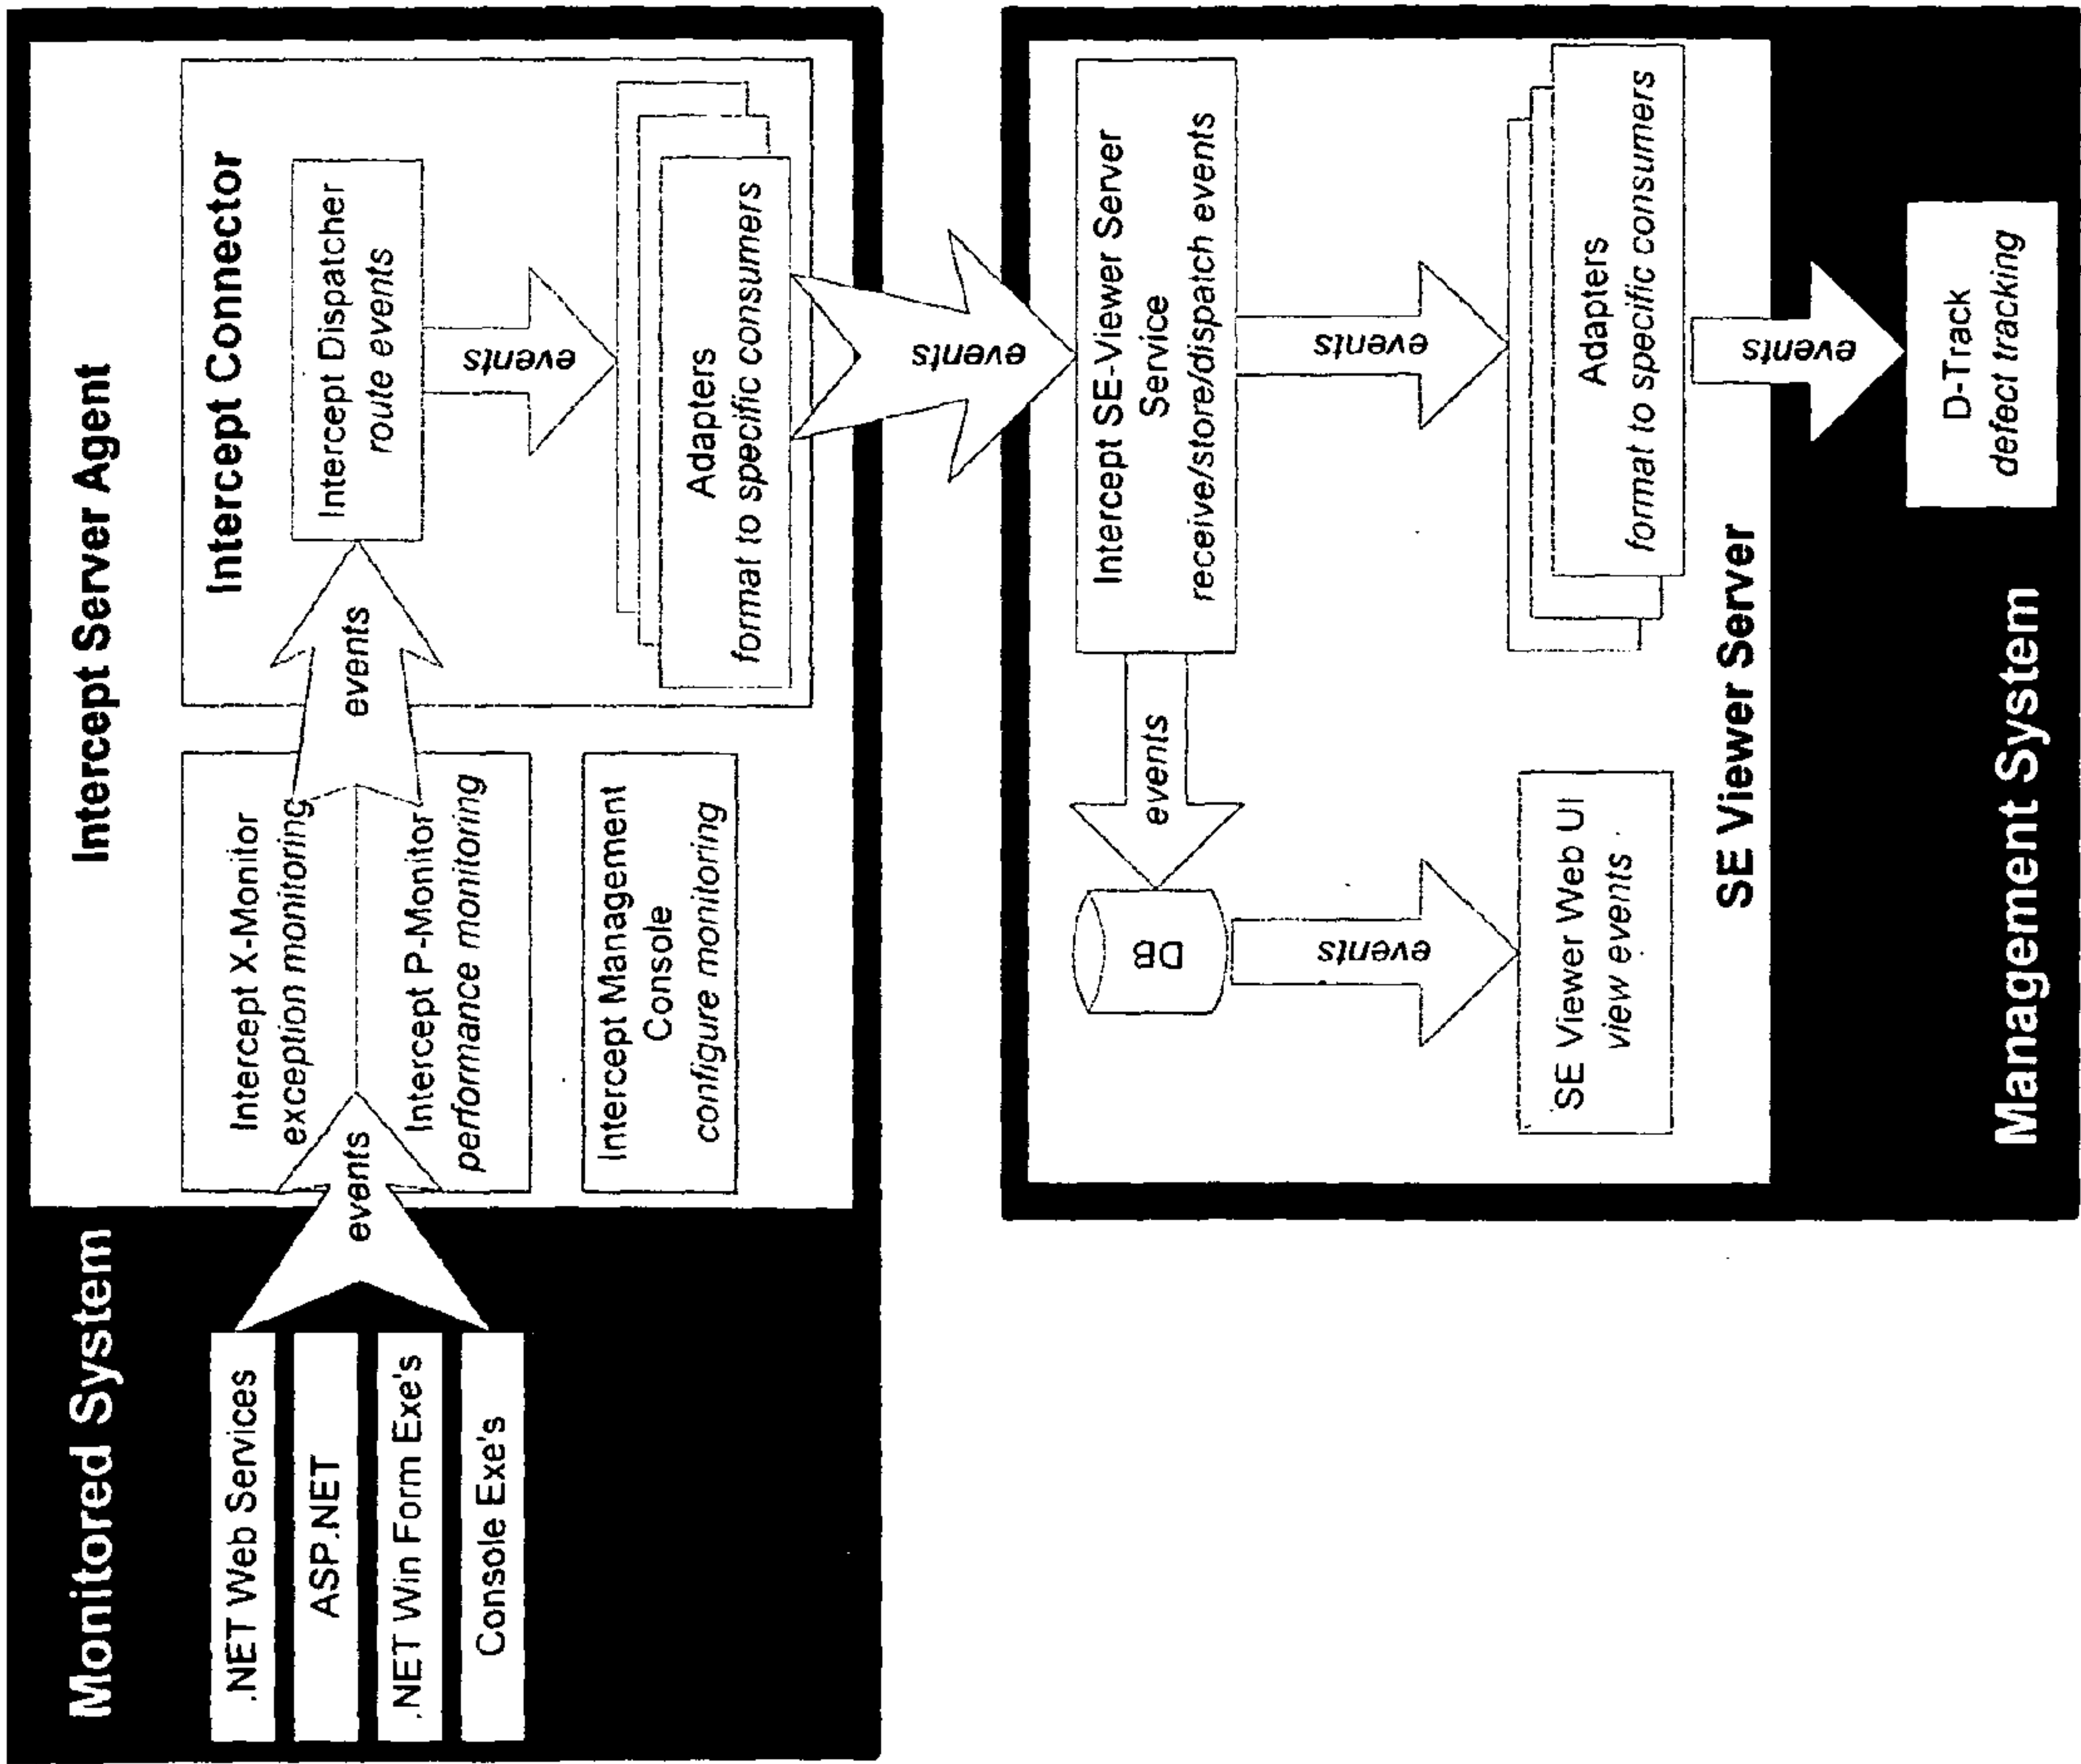 Monitored System
.NET Web Services
ASP.NET
.NET Win Form Exe's
Console Exe's
events
Intercept Server Agent
Intercept X-Monitor
exception monitoring
Intercept P-Monitor
performance monitoring
Intercept Management
Console
configure monitoring
events
Intercept Connector
Intercept Dispatcher
route events
events
Adapters
format to specific consumers
events
Intercept SE-Viewer Server
Service
receive/store/dispatch events
events
DB
events
SE Viewer Web UI
view events
events
Adapters
format to specific consumers
SE Viewer Server
events
D-Track
defect tracking
Management System